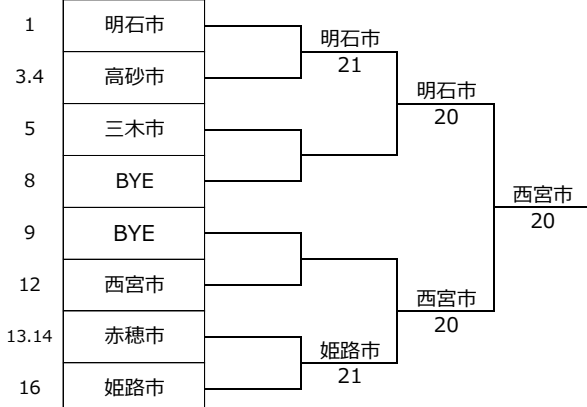 1 明石市
3.4 高砂市
5 三木市
8 BYE
9 BYE
12 西宮市
13.14 赤穂市
16 姫路市
明石市
21
姫路市
21
明石市
20
西宮市
20
西宮市
20